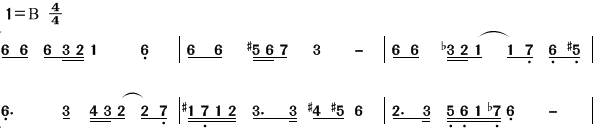 1=B 4/4
6 6 6 3 2 1 6̣ | 6 6 ♯5 6 7 3 – | 6 6 ♭3 2 1 1 7̣ 6̣ ♯5̣ |
6̣. 3 4 3 2 2 7̣ | ♯1 7̣ 1 2 3. 3 ♯4 ♯5 6 | 2. 3 5̣ 6̣ 1 ♭7̣ 6̣ – |